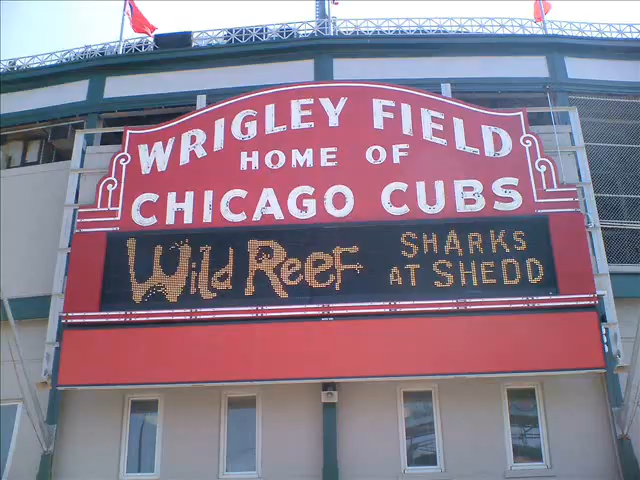 WRIGLEY FIELD
HOME OF
CHICAGO CUBS
Wild Reef
SHARKS
AT SHEDD